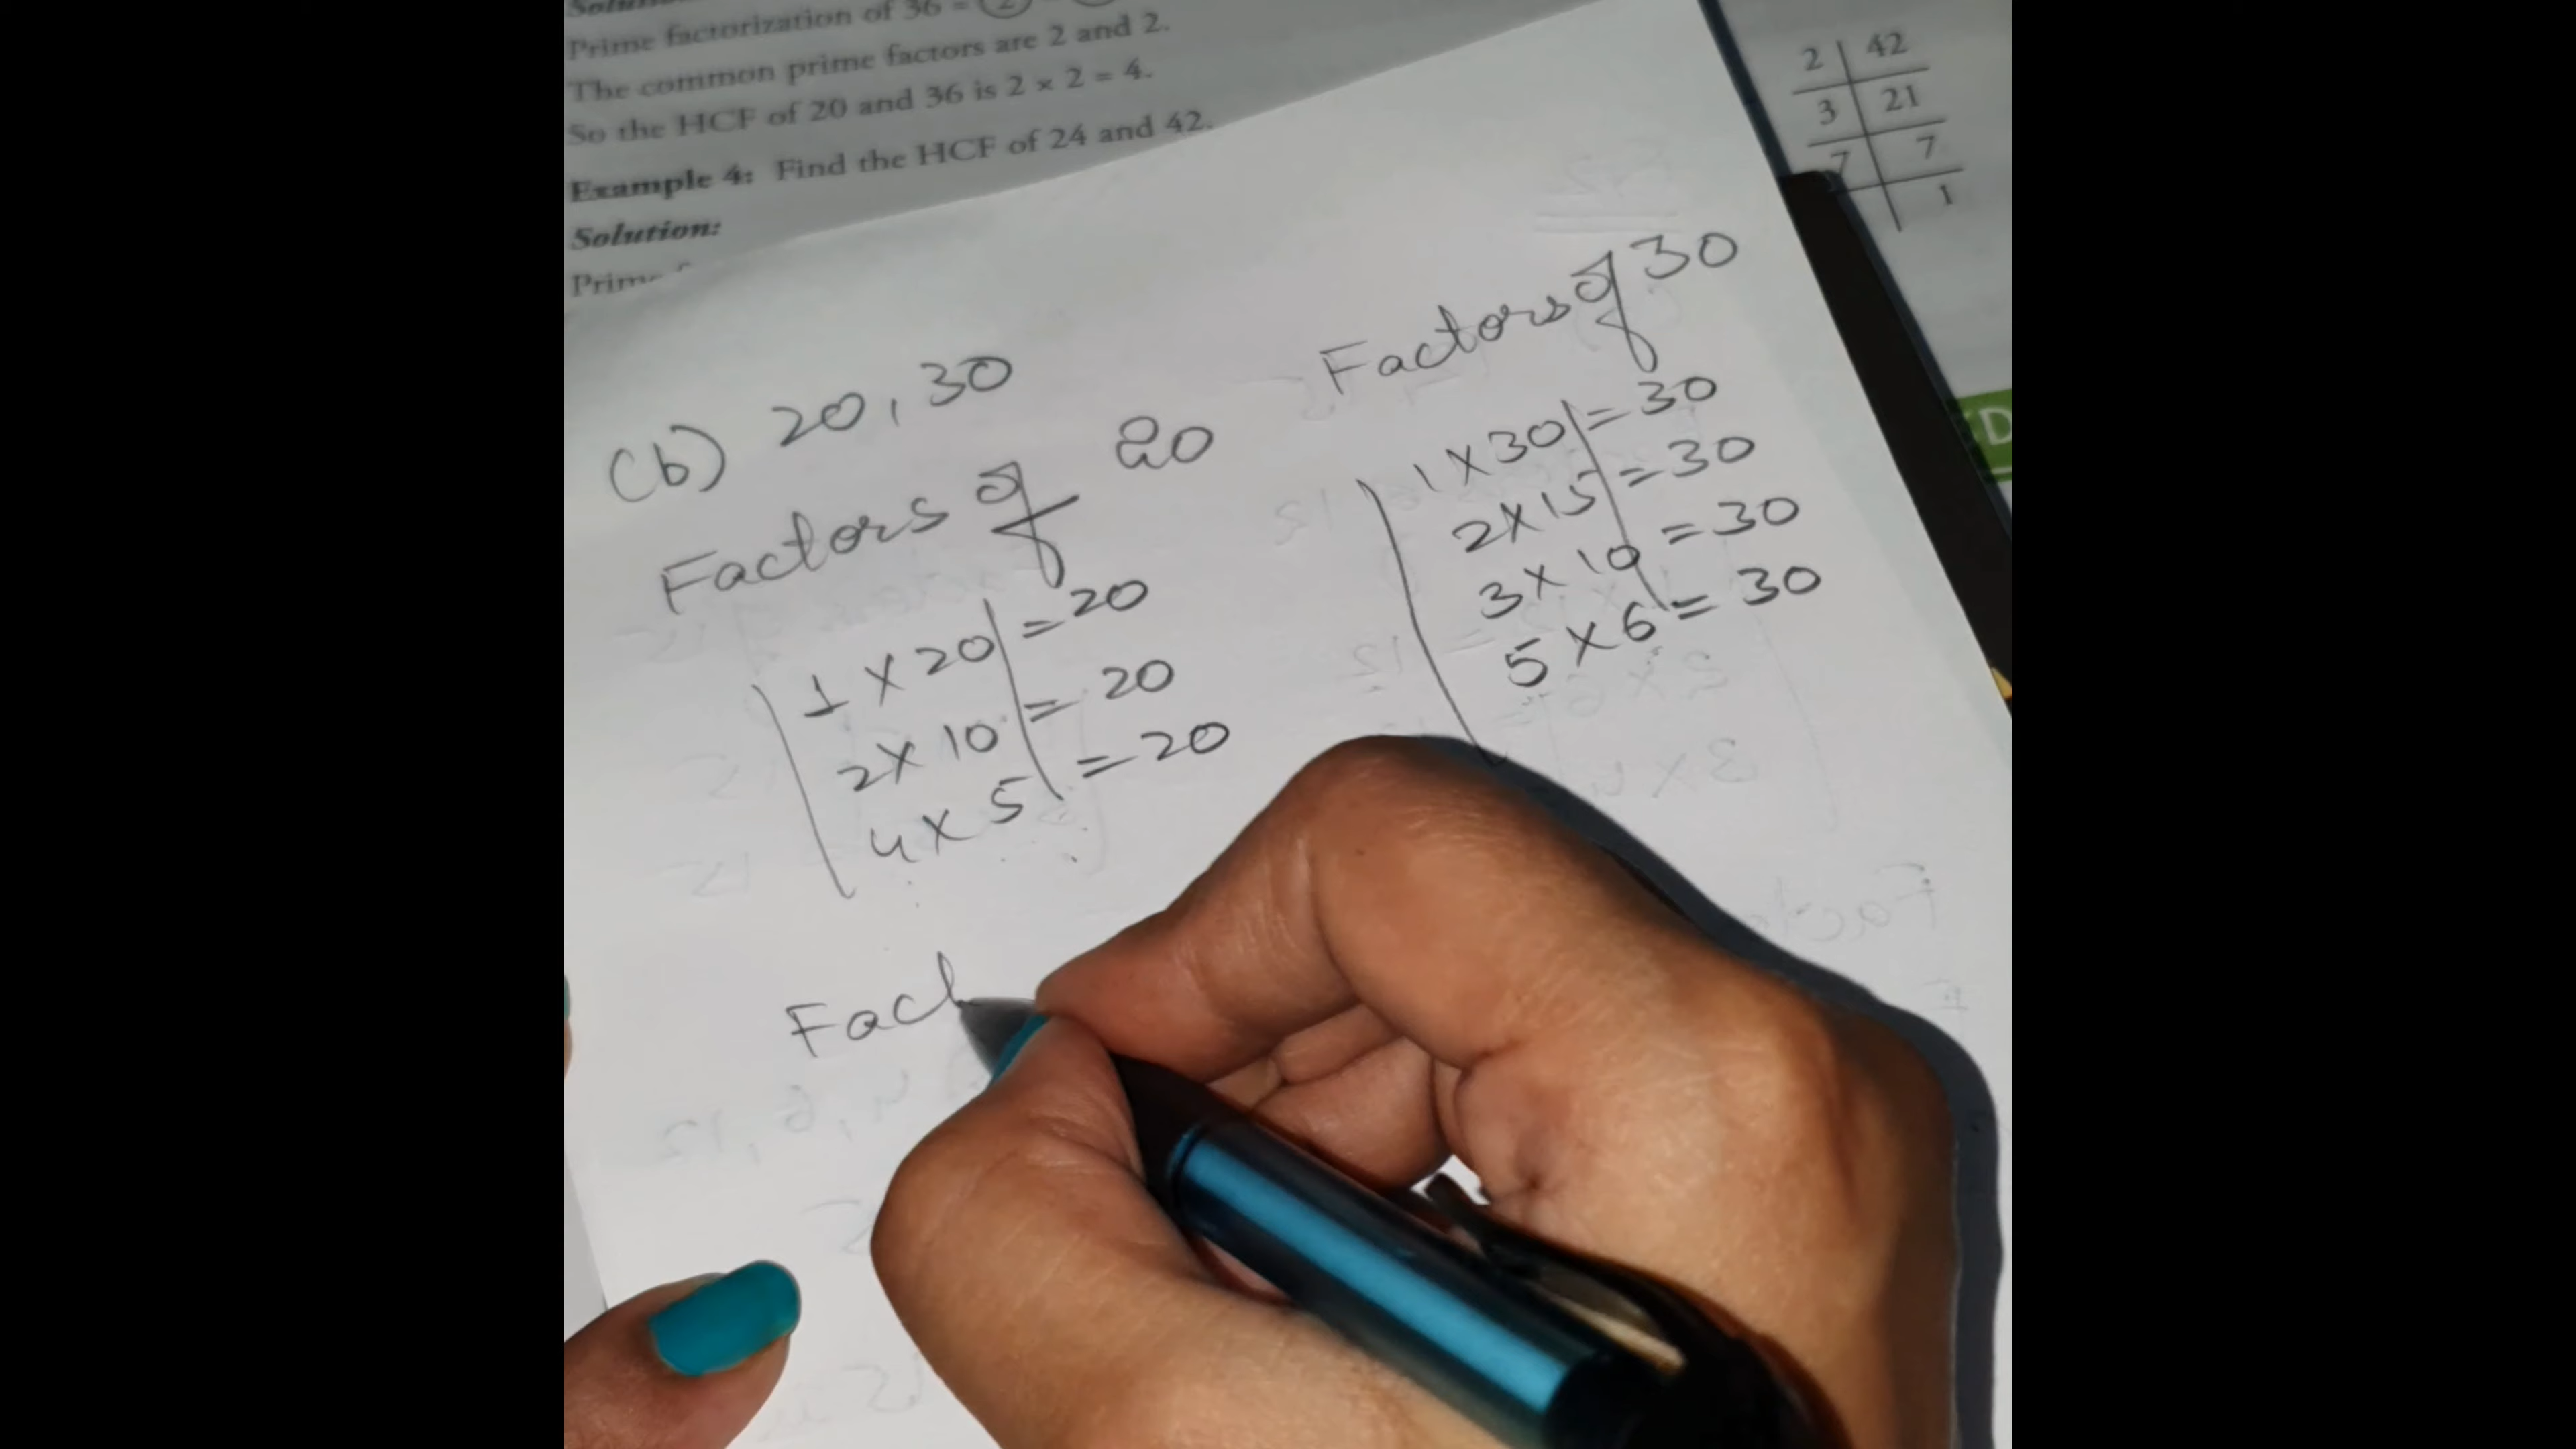 Prime factorization of 36 = 2
The common prime factors are 2 and 2.
So the HCF of 20 and 36 is 2 × 2 = 4.
Example 4: Find the HCF of 24 and 42.
Solution:
2 42
3 21
7 7
1
D
(b) 20, 30
Factors of 20
1 X 20 = 20
2 X 10 = 20
4 X 5 = 20
Factors of 30
1 X 30 = 30
2 X 15 = 30
3 X 10 = 30
5 X 6 = 30
Fact